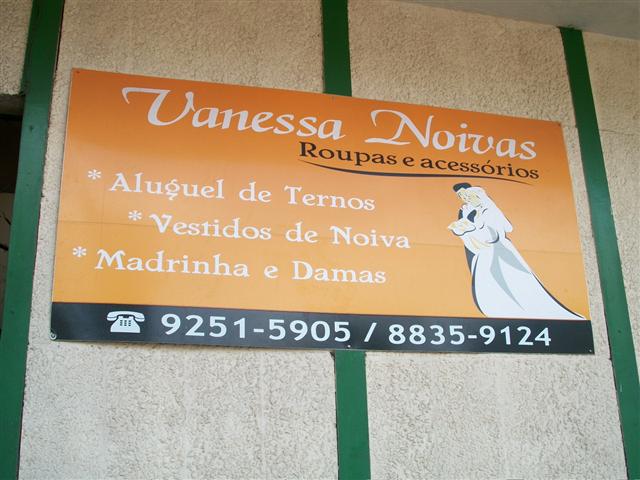 Vanessa Noivas
Roupas e acessórios
* Aluguel de Ternos
* Vestidos de Noiva
* Madrinha e Damas
9251-5905 / 8835-9124